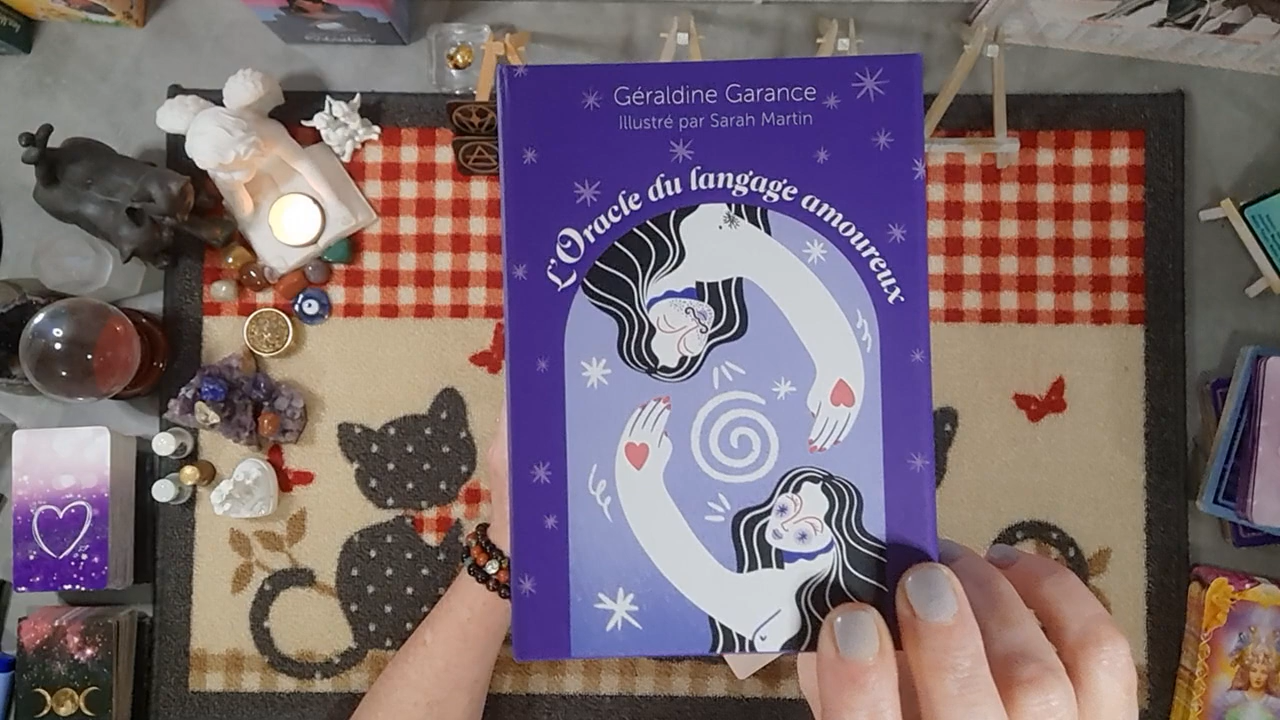 Géraldine Garance
Illustré par Sarah Martin
L'Oracle du langage amoureux